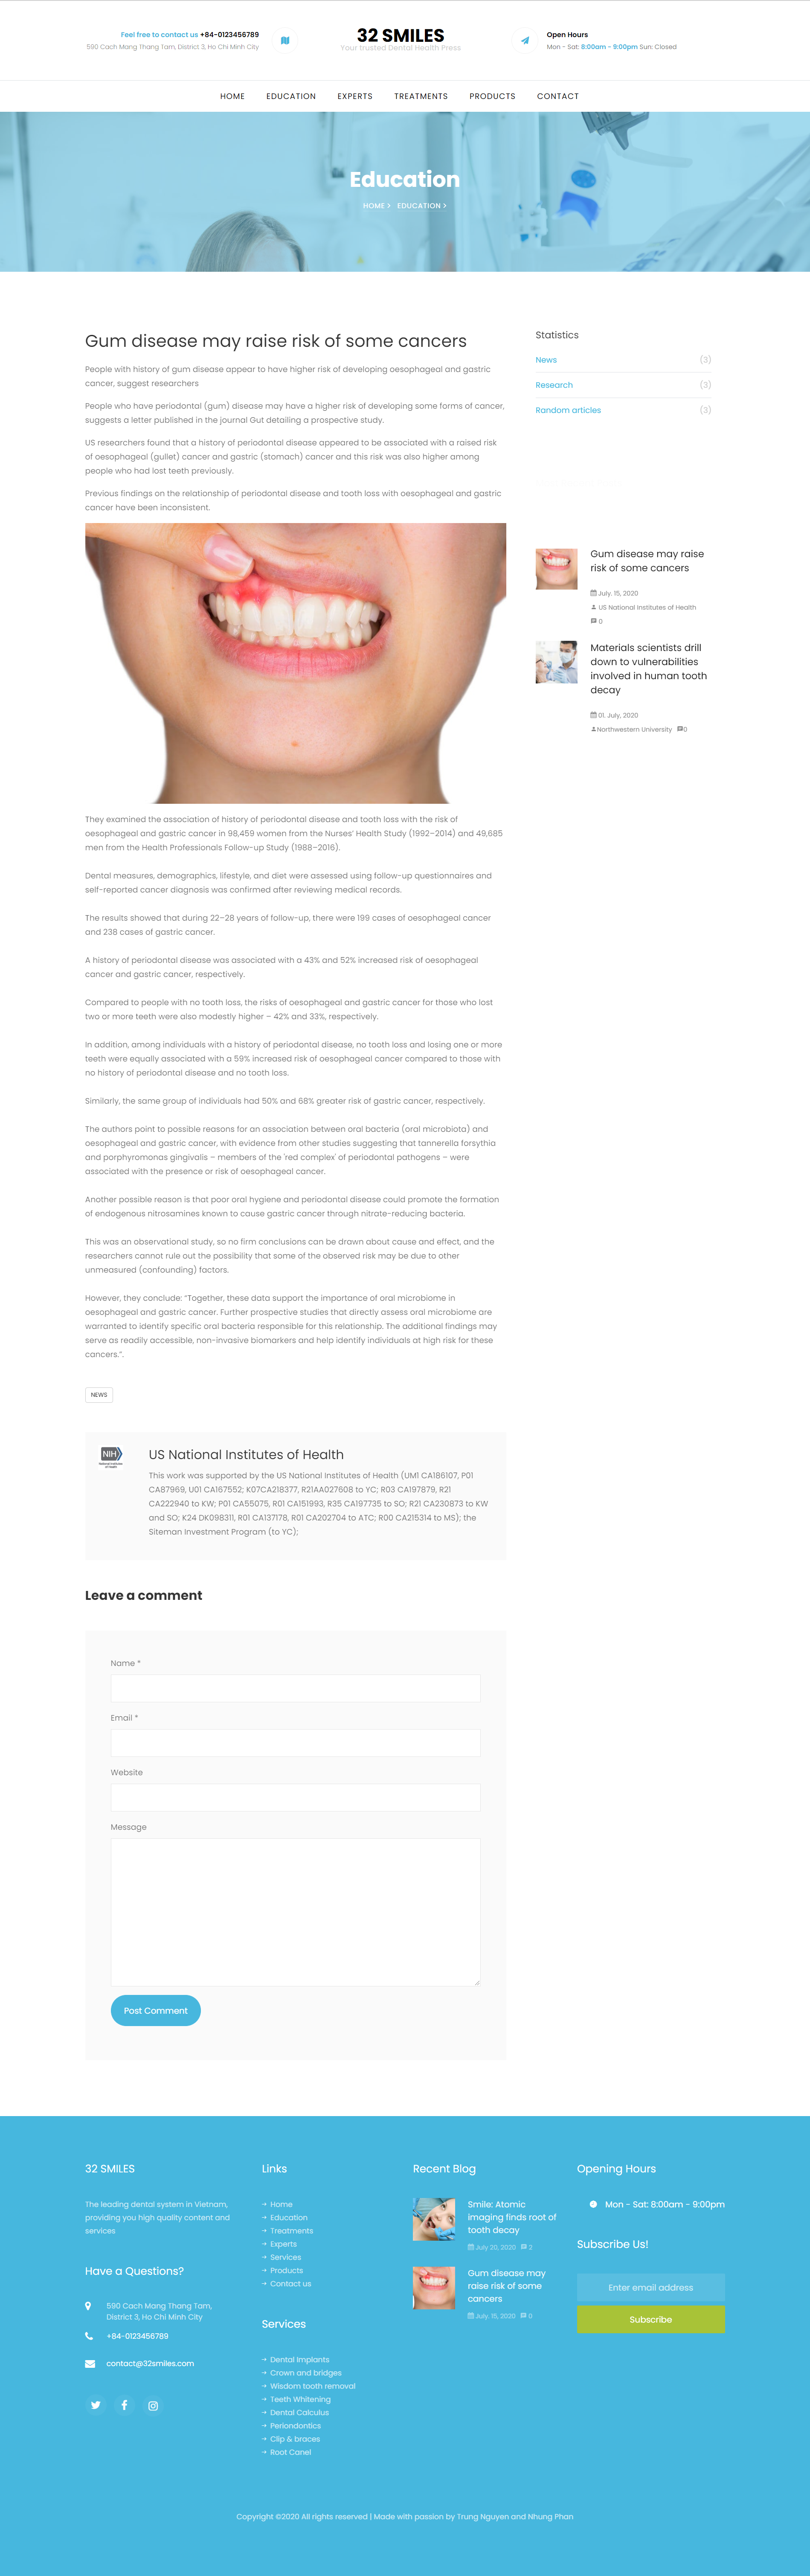 Feel free to contact us +84-0123456789
590 Cach Mang Thang Tam, District 3, Ho Chi Minh City
32 SMILES
Your trusted Dental Health Press
Open Hours
Mon - Sat: 8:00am - 9:00pm Sun: Closed
HOME EDUCATION EXPERTS TREATMENTS PRODUCTS CONTACT
Education
HOME > EDUCATION >
Gum disease may raise risk of some cancers
People with history of gum disease appear to have higher risk of developing oesophageal and gastric
cancer, suggest researchers
People who have periodontal (gum) disease may have a higher risk of developing some forms of cancer,
suggests a letter published in the journal Gut detailing a prospective study.
US researchers found that a history of periodontal disease appeared to be associated with a raised risk
of oesophageal (gullet) cancer and gastric (stomach) cancer and this risk was also higher among
people who had lost teeth previously.
Previous findings on the relationship of periodontal disease and tooth loss with oesophageal and gastric
cancer have been inconsistent.
They examined the association of history of periodontal disease and tooth loss with the risk of
oesophageal and gastric cancer in 98,459 women from the Nurses' Health Study (1992–2014) and 49,685
men from the Health Professionals Follow-up Study (1988–2016).
Dental measures, demographics, lifestyle, and diet were assessed using follow-up questionnaires and
self-reported cancer diagnosis was confirmed after reviewing medical records.
The results showed that during 22–28 years of follow-up, there were 199 cases of oesophageal cancer
and 238 cases of gastric cancer.
A history of periodontal disease was associated with a 43% and 52% increased risk of oesophageal
cancer and gastric cancer, respectively.
Compared to people with no tooth loss, the risks of oesophageal and gastric cancer for those who lost
two or more teeth were also modestly higher – 42% and 33%, respectively.
In addition, among individuals with a history of periodontal disease, no tooth loss and losing one or more
teeth were equally associated with a 59% increased risk of oesophageal cancer compared to those with
no history of periodontal disease and no tooth loss.
Similarly, the same group of individuals had 50% and 68% greater risk of gastric cancer, respectively.
The authors point to possible reasons for an association between oral bacteria (oral microbiota) and
oesophageal and gastric cancer, with evidence from other studies suggesting that tannerella forsythia
and porphyromonas gingivalis – members of the 'red complex' of periodontal pathogens – were
associated with the presence or risk of oesophageal cancer.
Another possible reason is that poor oral hygiene and periodontal disease could promote the formation
of endogenous nitrosamines known to cause gastric cancer through nitrate-reducing bacteria.
This was an observational study, so no firm conclusions can be drawn about cause and effect, and the
researchers cannot rule out the possibility that some of the observed risk may be due to other
unmeasured (confounding) factors.
However, they conclude: "Together, these data support the importance of oral microbiome in
oesophageal and gastric cancer. Further prospective studies that directly assess oral microbiome are
warranted to identify specific oral bacteria responsible for this relationship. The additional findings may
serve as readily accessible, non-invasive biomarkers and help identify individuals at high risk for these
cancers.".
NEWS
NIH
US National Institutes of Health
This work was supported by the US National Institutes of Health (UM1 CA186107, P01
CA87969, U01 CA167552; K07CA218377, R21AA027608 to YC; R03 CA197879, R21
CA222940 to KW; P01 CA55075, R01 CA151993, R35 CA197735 to SO; R21 CA230873 to KW
and SO; K24 DK098311, R01 CA137178, R01 CA202704 to ATC; R00 CA215314 to MS); the
Siteman Investment Program (to YC);
Leave a comment
Name *
Email *
Website
Message
Post Comment
Statistics
News (3)
Research (3)
Random articles (3)
Gum disease may raise
risk of some cancers
July. 15, 2020
US National Institutes of Health
0
Materials scientists drill
down to vulnerabilities
involved in human tooth
decay
01. July, 2020
Northwestern University 0
32 SMILES
The leading dental system in Vietnam,
providing you high quality content and
services
Have a Questions?
590 Cach Mang Thang Tam,
District 3, Ho Chi Minh City
+84-0123456789
contact@32smiles.com
Links
Home
Education
Treatments
Experts
Services
Products
Contact us
Services
Dental Implants
Crown and bridges
Wisdom tooth removal
Teeth Whitening
Dental Calculus
Periondontics
Clip & braces
Root Canel
Recent Blog
Smile: Atomic
imaging finds root of
tooth decay
July 20, 2020 2
Gum disease may
raise risk of some
cancers
July. 15, 2020 0
Opening Hours
Mon - Sat: 8:00am - 9:00pm
Subscribe Us!
Enter email address
Subscribe
Copyright ©2020 All rights reserved | Made with passion by Trung Nguyen and Nhung Phan